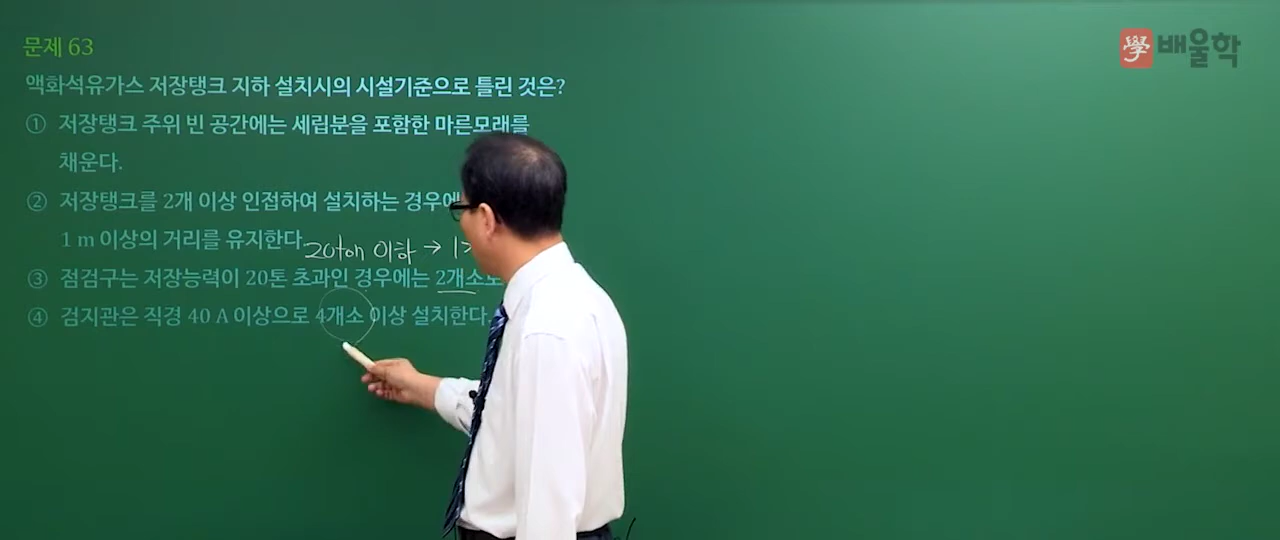 문제 63
學 배울학
액화석유가스 저장탱크 지하 설치시의 시설기준으로 틀린 것은?
① 저장탱크 주위 빈 공간에는 세립분을 포함한 마른모래를
채운다.
② 저장탱크를 2개 이상 인접하여 설치하는 경우에
1 m 이상의 거리를 유지한다.
20ton 이하 → 1
③ 점검구는 저장능력이 20톤 초과인 경우에는 2개소로
④ 검지관은 직경 40 A 이상으로 4개소 이상 설치한다.